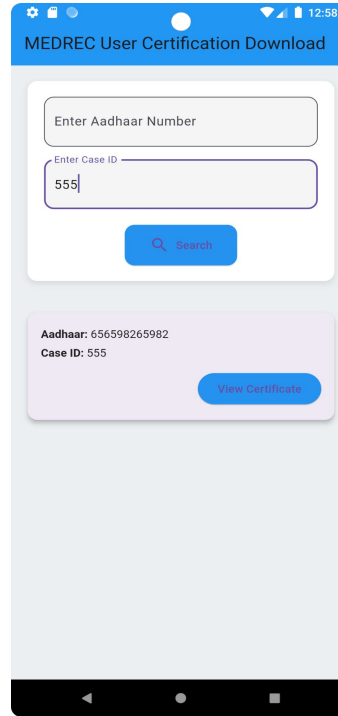 12:58
MEDREC User Certification Download
Enter Aadhaar Number
Enter Case ID
555
Search
Aadhaar: 656598265982
Case ID: 555
View Certificate